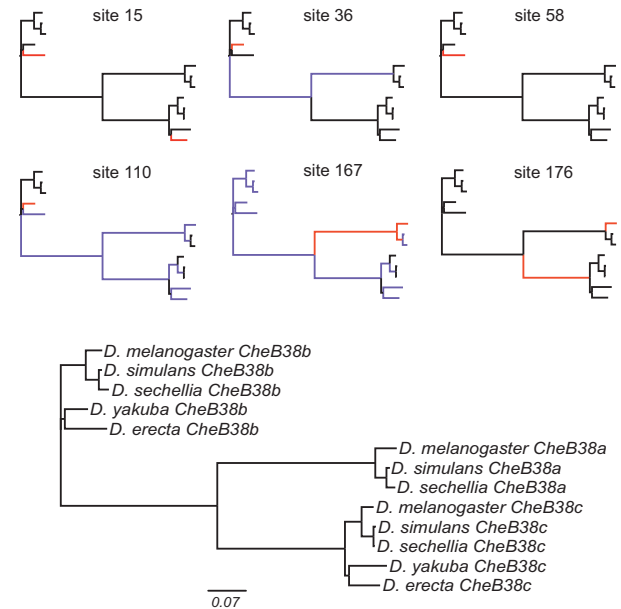 site 15
site 36
site 58
site 110
site 167
site 176
D. melanogaster CheB38b
D. simulans CheB38b
D. sechellia CheB38b
D. yakuba CheB38b
D. erecta CheB38b
D. melanogaster CheB38a
D. simulans CheB38a
D. sechellia CheB38a
D. melanogaster CheB38c
D. simulans CheB38c
D. sechellia CheB38c
D. yakuba CheB38c
D. erecta CheB38c
0.07